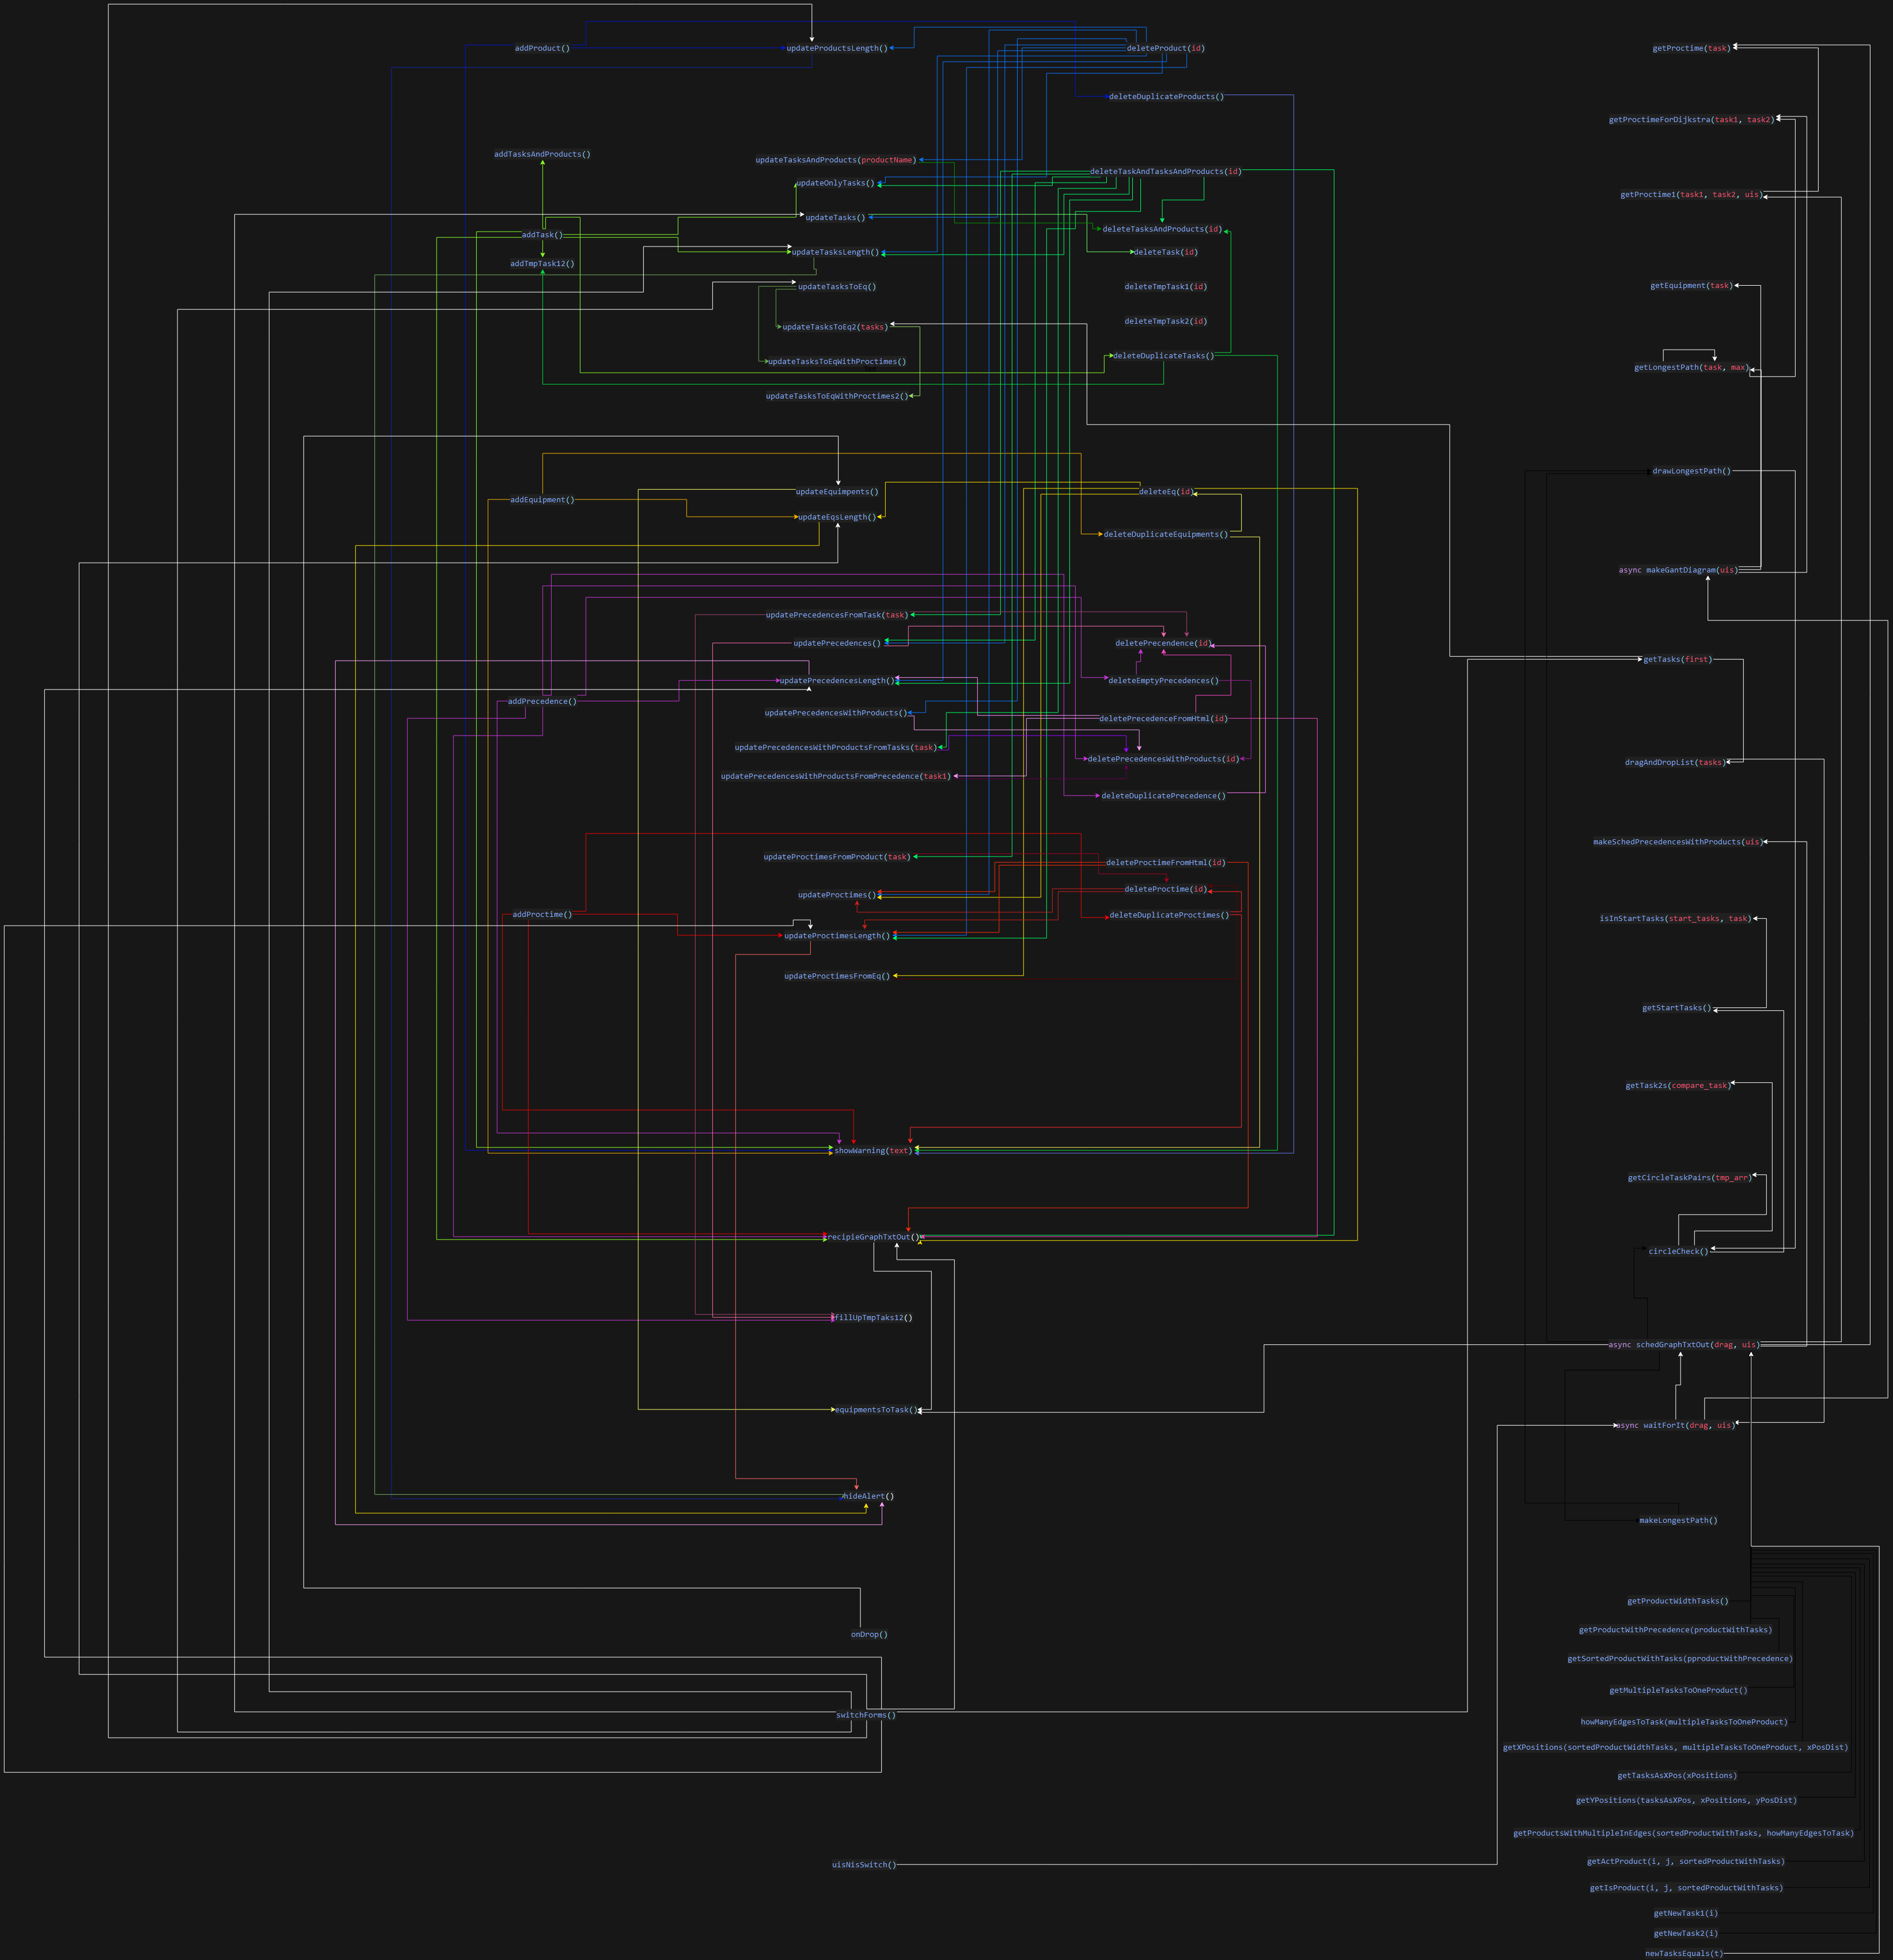 addProduct()
updateProductsLength()
deleteProduct(id)
getProctime(task)
deleteDuplicateProducts()
getProctimeForDijkstra(task1, task2)
addTasksAndProducts()
updateTasksAndProducts(productName)
deleteTaskAndTasksAndProducts(id)
updateOnlyTasks()
getProctime1(task1, task2, uis)
updateTasks()
addTask()
deleteTasksAndProducts(id)
updateTasksLength()
deleteTask(id)
addTmpTask12()
updateTasksToEq()
deleteTmpTask1(id)
getEquipment(task)
updateTasksToEq2(tasks)
deleteTmpTask2(id)
updateTasksToEqWithProctimes()
deleteDuplicateTasks()
getLongestPath(task, max)
updateTasksToEqWithProctimes2()
drawLongestPath()
addEquipment()
updateEquimpents()
deleteEq(id)
updateEqsLength()
deleteDuplicateEquipments()
async makeGantDiagram(uis)
updatePrecedencesFromTask(task)
updatePrecedences()
deletePrecendence(id)
getTasks(first)
updatePrecedencesLength()
deleteEmptyPrecedences()
addPrecedence()
updatePrecedencesWithProducts()
deletePrecedenceFromHtml(id)
updatePrecedencesWithProductsFromTasks(task)
deletePrecedencesWithProducts(id)
dragAndDropList(tasks)
updatePrecedencesWithProductsFromPrecedence(task1)
deleteDuplicatePrecedence()
makeSchedPrecedencesWithProducts(uis)
updateProctimesFromProduct(task)
deleteProctimeFromHtml(id)
updateProctimes()
deleteProctime(id)
addProctime()
deleteDuplicateProctimes()
isInStartTasks(start_tasks, task)
updateProctimesLength()
updateProctimesFromEq()
getStartTasks()
getTask2s(compare_task)
showWarning(text)
getCircleTaskPairs(tmp_arr)
recipieGraphTxtOut()
circleCheck()
fillUpTmpTaks12()
async schedGraphTxtOut(drag, uis)
equipmentsToTask()
async waitForIt(drag, uis)
hideAlert()
makeLongestPath()
getProductWidthTasks()
onDrop()
getProductWithPrecedence(productWithTasks)
getSortedProductWithTasks(pproductWithPrecedence)
getMultipleTasksToOneProduct()
switchForms()
howManyEdgesToTask(multipleTasksToOneProduct)
getXPositions(sortedProductWidthTasks, multipleTasksToOneProduct, xPosDist)
getTasksAsXPos(xPositions)
getYPositions(tasksAsXPos, xPositions, yPosDist)
getProductsWithMultipleInEdges(sortedProductWithTasks, howManyEdgesToTask)
uisNisSwitch()
getActProduct(i, j, sortedProductWithTasks)
getIsProduct(i, j, sortedProductWithTasks)
getNewTask1(i)
getNewTask2(i)
newTasksEquals(t)